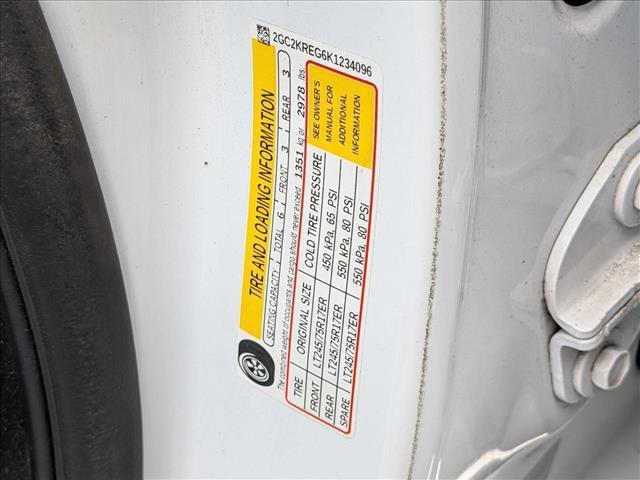 2GC2KREG6K1234096
TIRE AND LOADING INFORMATION
SEATING CAPACITY TOTAL 6 FRONT 3 REAR 3
The combined weight of occupants and cargo should never exceed 1351 kg or 2978 lbs.
TIRE ORIGINAL SIZE COLD TIRE PRESSURE
FRONT LT245/75R17ER 450 kPa, 65 PSI
REAR LT245/75R17ER 550 kPa, 80 PSI
SPARE LT245/75R17ER 550 kPa, 80 PSI
SEE OWNER'S
MANUAL FOR
ADDITIONAL
INFORMATION